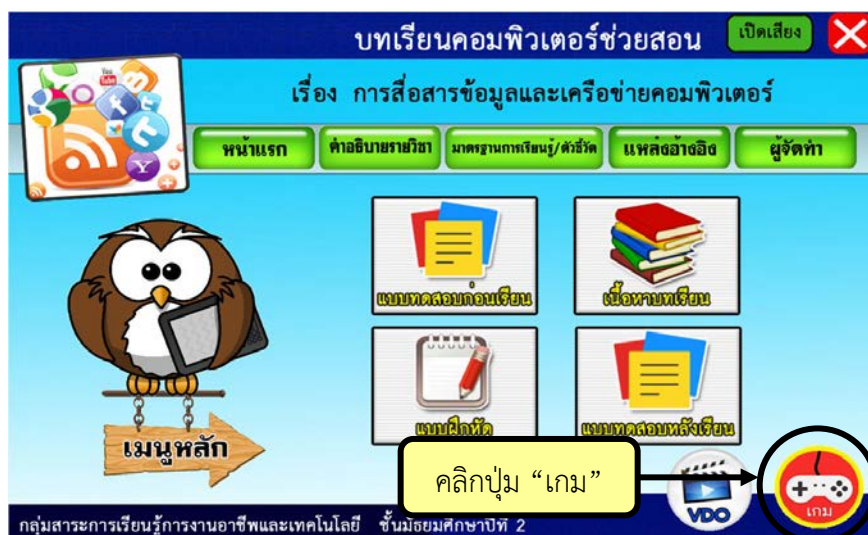 บทเรียนคอมพิวเตอร์ช่วยสอน
เปิดเสียง
เรื่อง การสื่อสารข้อมูลและเครือข่ายคอมพิวเตอร์
หน้าแรก
คำอธิบายรายวิชา
มาตรฐานการเรียนรู้/ตัวชี้วัด
แหล่งอ้างอิง
ผู้จัดทำ
You
Tube
แบบทดสอบก่อนเรียน
เนื้อหาบทเรียน
แบบฝึกหัด
แบบทดสอบหลังเรียน
เมนูหลัก
คลิกปุ่ม “เกม”
VDO
เกม
กลุ่มสาระการเรียนรู้การงานอาชีพและเทคโนโลยี ชั้นมัธยมศึกษาปีที่ 2